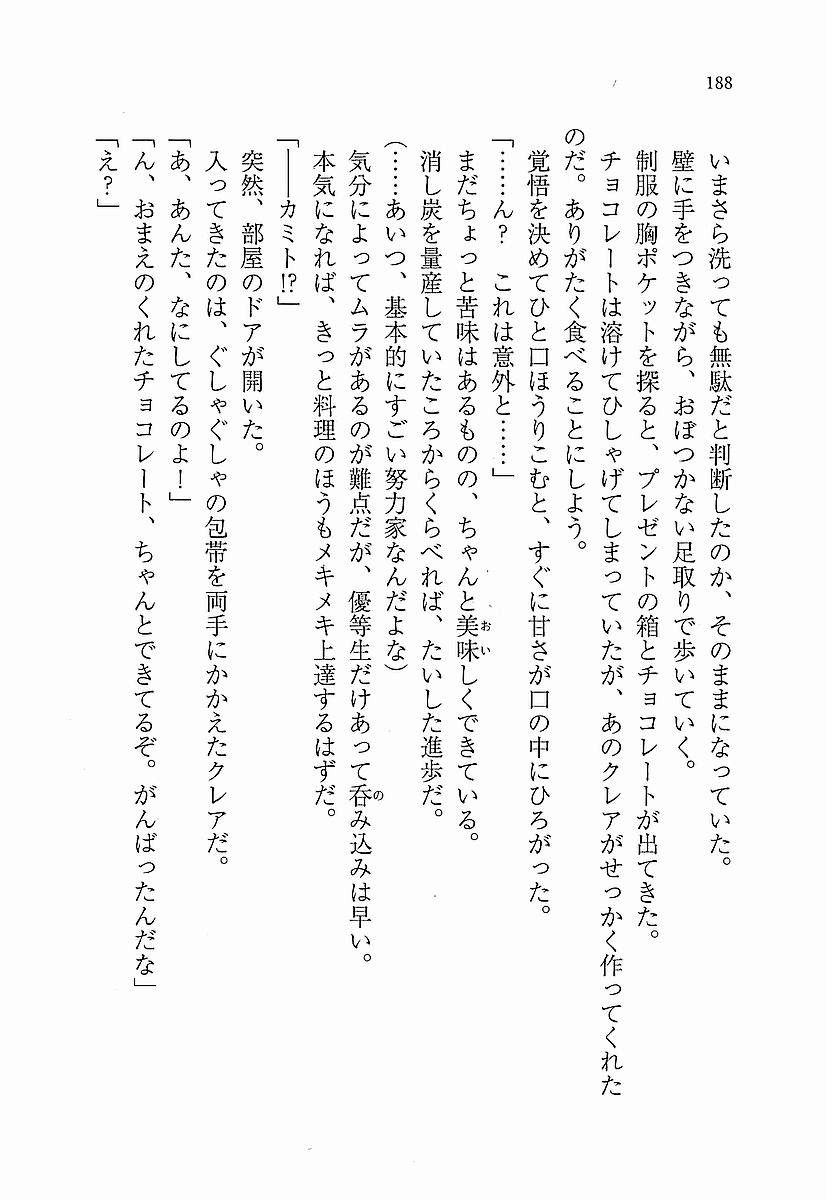 188
いまさら洗っても無駄だと判断したのか、そのままになっていた。
壁に手をつきながら、おぼつかない足取りで歩いていく。
制服の胸ポケットを探ると、プレゼントの箱とチョコレートが出てきた。
チョコレートは溶けてひしゃげてしまっていたが、あのクレアがせっかく作ってくれた
のだ。ありがたく食べることにしよう。
覚悟を決めてひと口ほうりこむと、すぐに甘さが口の中にひろがった。
「……ん？　これは意外と……」
まだちょっと苦味はあるものの、ちゃんと美味しくできている。
消し炭を量産していたころからくらべれば、たいした進歩だ。
（……あいつ、基本的にすごい努力家なんだよな）
気分によってムラがあるのが難点だが、優等生だけあって呑み込みは早い。
本気になれば、きっと料理のほうもメキメキ上達するはずだ。
「――カミト!?」
突然、部屋のドアが開いた。
入ってきたのは、ぐしゃぐしゃの包帯を両手にかかえたクレアだ。
「あ、あんた、なにしてるのよ！」
「ん、おまえのくれたチョコレート、ちゃんとできてるぞ。がんばったんだな」
「え？」